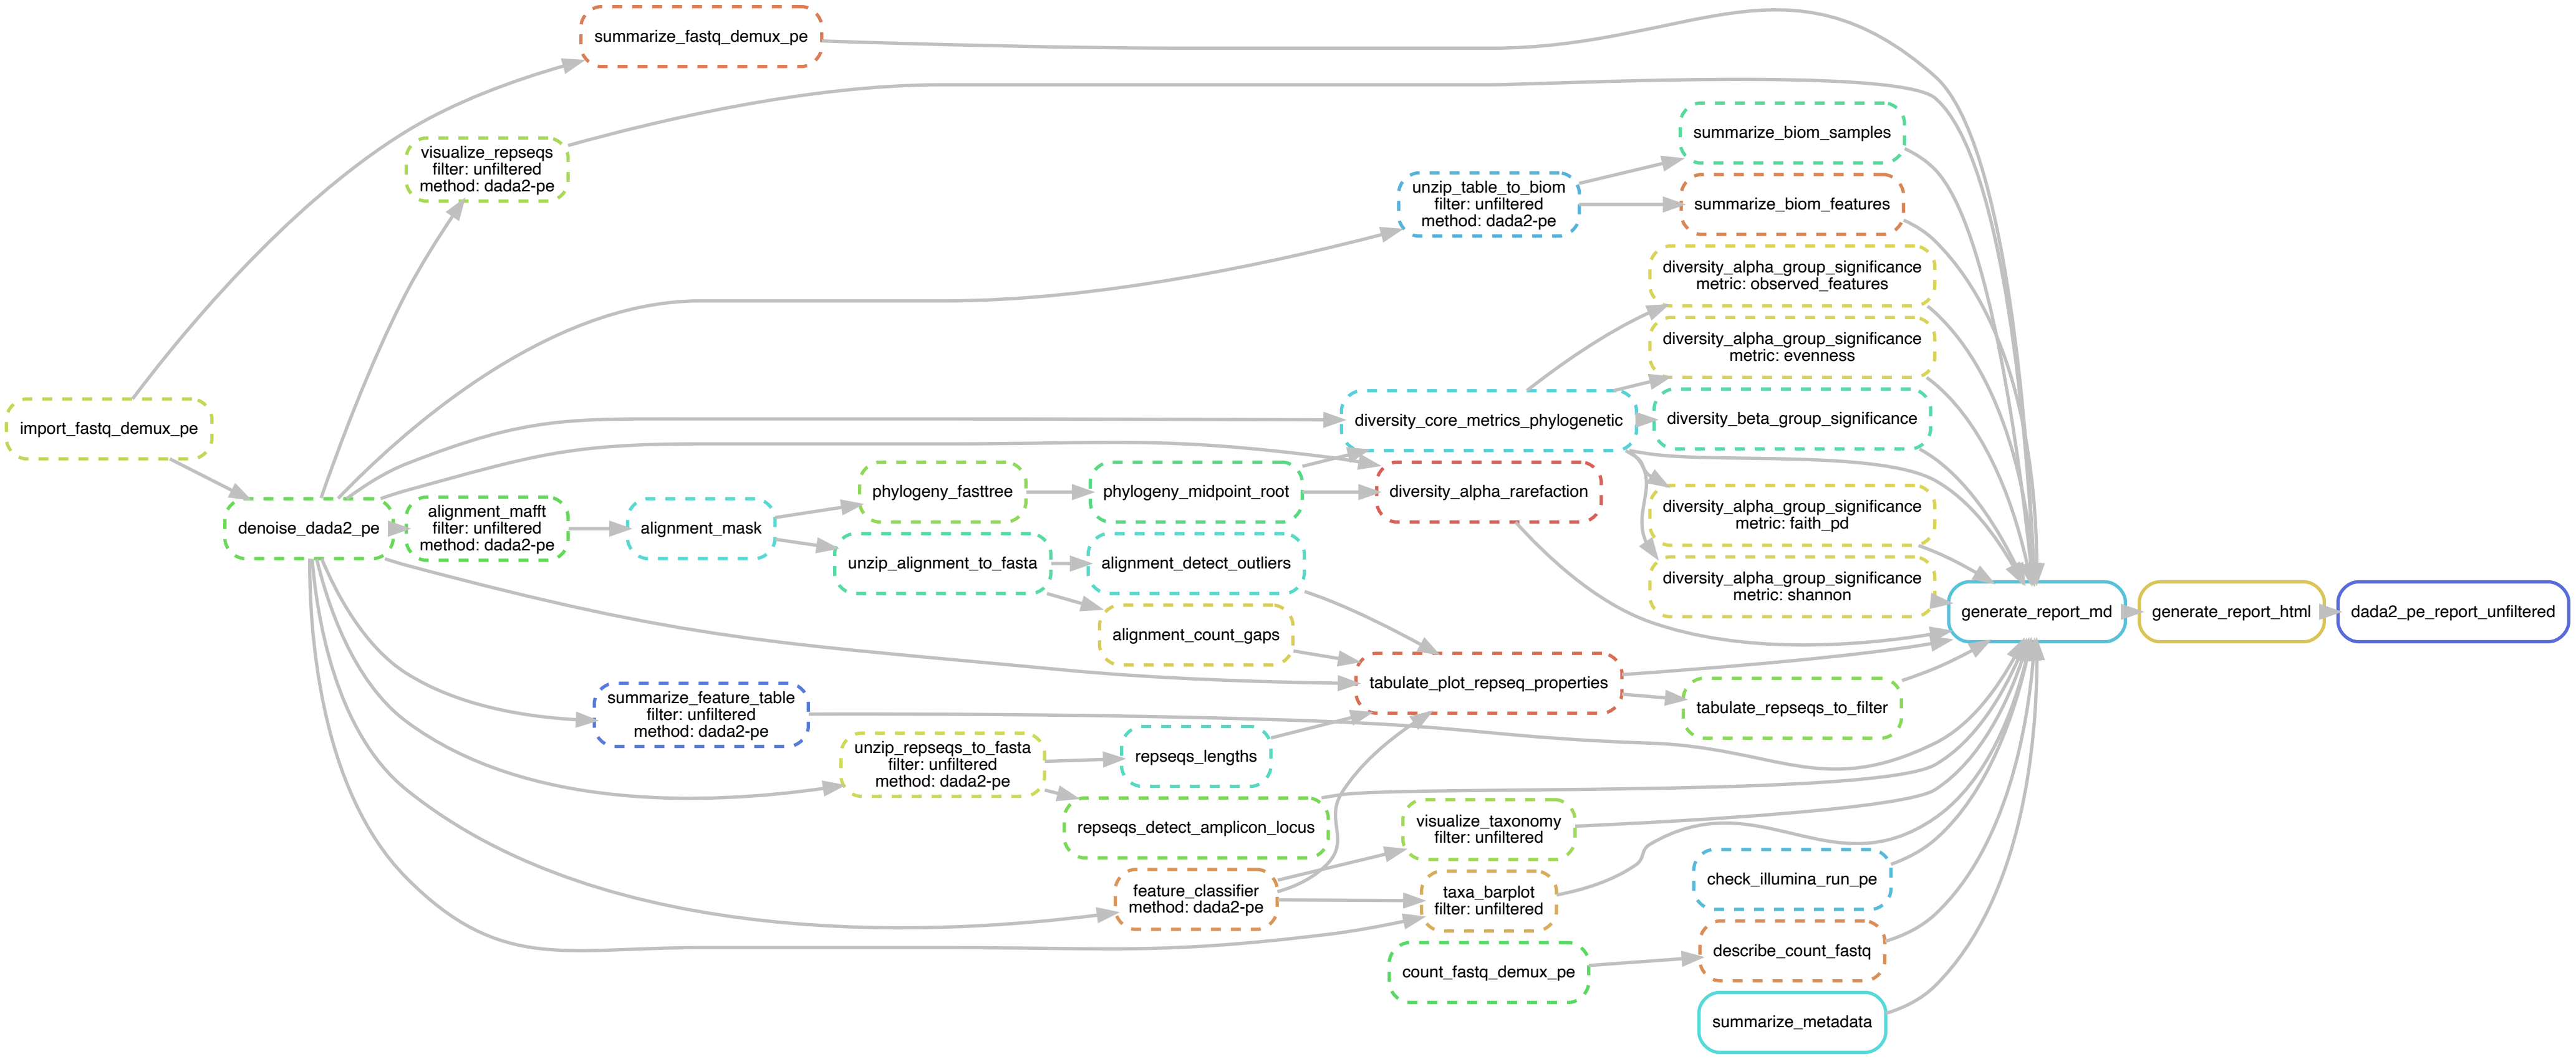 summarize_fastq_demux_pe
visualize_repseqs
filter: unfiltered
method: dada2-pe
summarize_biom_samples
unzip_table_to_biom
filter: unfiltered
method: dada2-pe
summarize_biom_features
diversity_alpha_group_significance
metric: observed_features
diversity_alpha_group_significance
metric: evenness
import_fastq_demux_pe
diversity_core_metrics_phylogenetic
diversity_beta_group_significance
phylogeny_fasttree
phylogeny_midpoint_root
diversity_alpha_rarefaction
denoise_dada2_pe
alignment_mafft
filter: unfiltered
method: dada2-pe
alignment_mask
diversity_alpha_group_significance
metric: faith_pd
unzip_alignment_to_fasta
alignment_detect_outliers
diversity_alpha_group_significance
metric: shannon
generate_report_md
generate_report_html
dada2_pe_report_unfiltered
alignment_count_gaps
tabulate_plot_repseq_properties
tabulate_repseqs_to_filter
summarize_feature_table
filter: unfiltered
method: dada2-pe
unzip_repseqs_to_fasta
filter: unfiltered
method: dada2-pe
repseqs_lengths
repseqs_detect_amplicon_locus
visualize_taxonomy
filter: unfiltered
feature_classifier
method: dada2-pe
taxa_barplot
filter: unfiltered
check_illumina_run_pe
describe_count_fastq
count_fastq_demux_pe
summarize_metadata